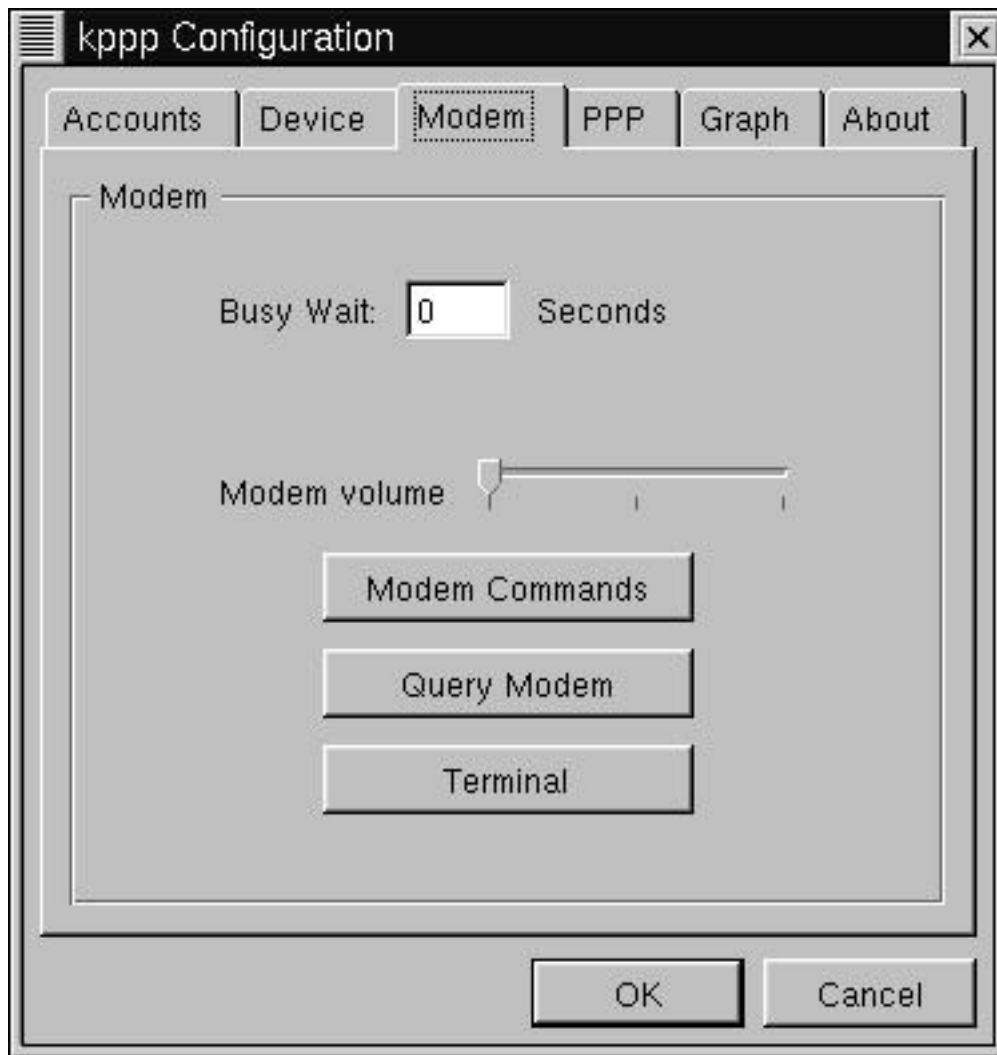 kppp Configuration
Accounts Device Modem PPP Graph About
Modem
Busy Wait: 0 Seconds
Modem volume
Modem Commands
Query Modem
Terminal
OK Cancel